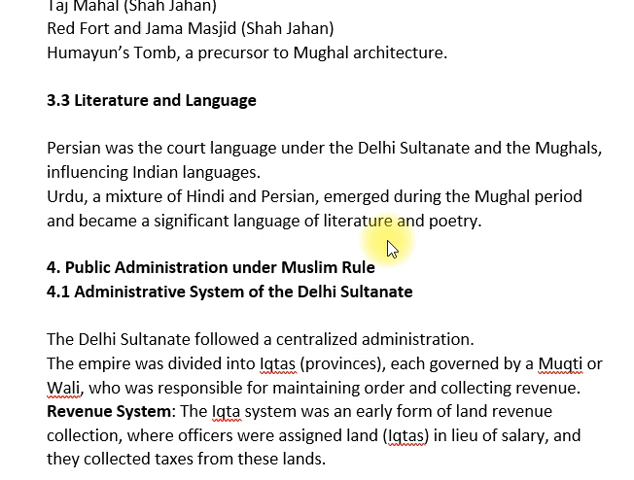 Taj Mahal (Shah Jahan)
Red Fort and Jama Masjid (Shah Jahan)
Humayun’s Tomb, a precursor to Mughal architecture.
3.3 Literature and Language
Persian was the court language under the Delhi Sultanate and the Mughals,
influencing Indian languages.
Urdu, a mixture of Hindi and Persian, emerged during the Mughal period
and became a significant language of literature and poetry.
4. Public Administration under Muslim Rule
4.1 Administrative System of the Delhi Sultanate
The Delhi Sultanate followed a centralized administration.
The empire was divided into Iqtas (provinces), each governed by a Muqti or
Wali, who was responsible for maintaining order and collecting revenue.
Revenue System: The Iqta system was an early form of land revenue
collection, where officers were assigned land (Iqtas) in lieu of salary, and
they collected taxes from these lands.